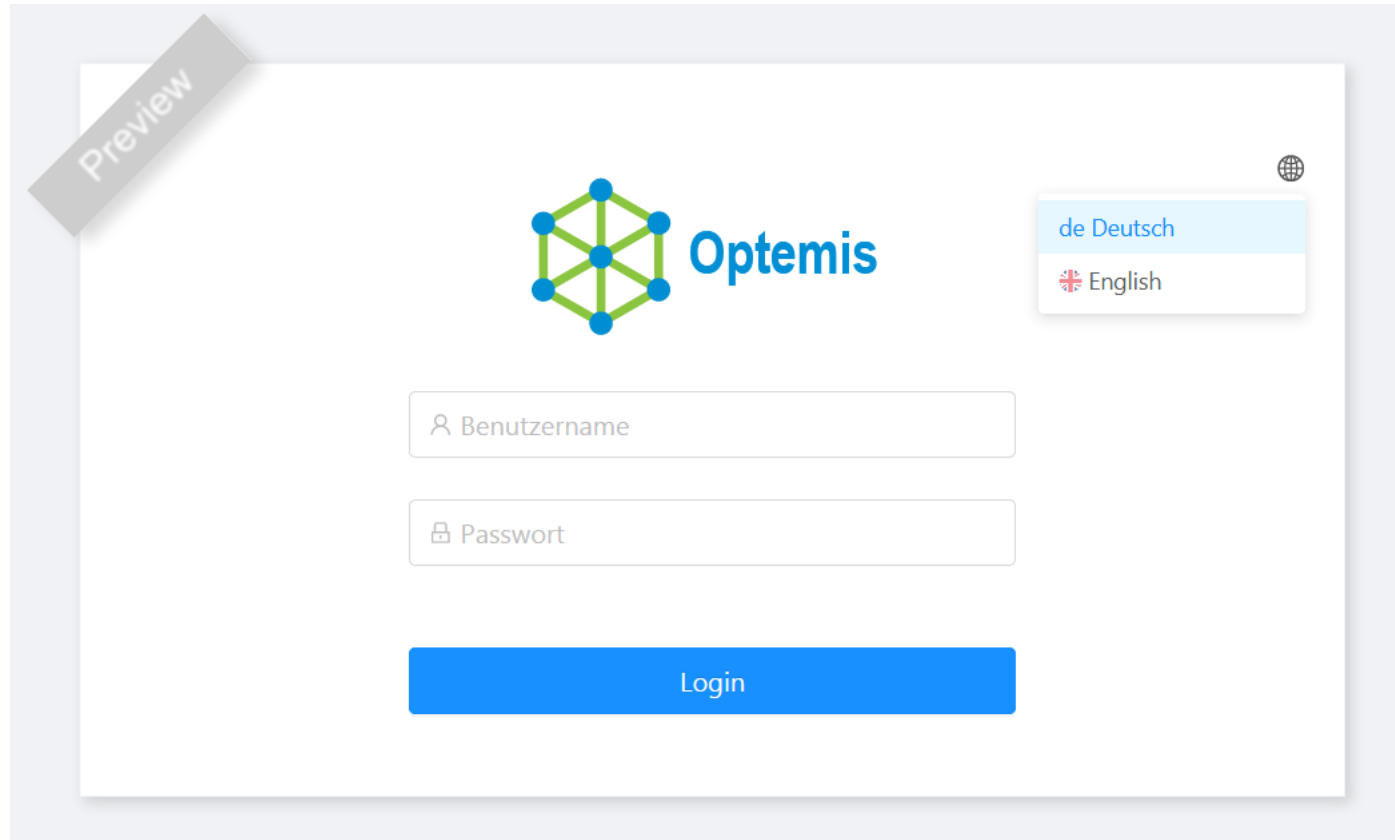 Preview
Optemis
de Deutsch
English
Benutzername
Passwort
Login